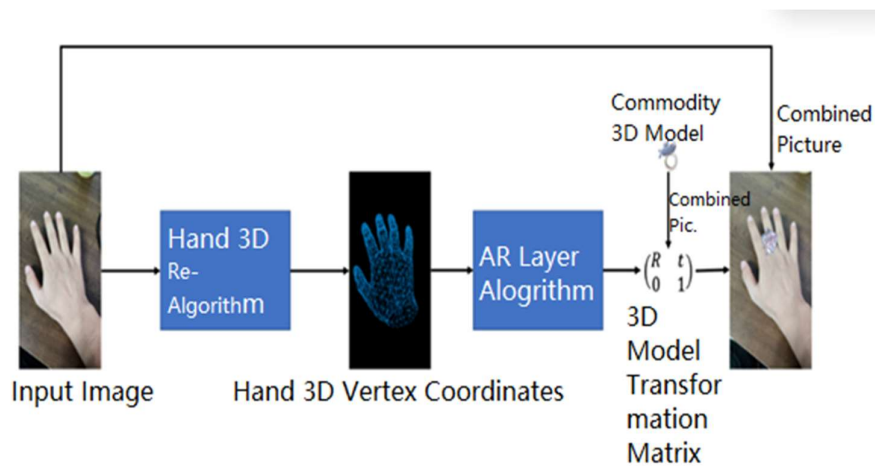 Commodity
3D Model
Combined
Picture
Combined
Pic.
Hand 3D
Re-
Algorithm
AR Layer
Alogrithm
R t
0 1
Input Image
Hand 3D Vertex Coordinates
3D
Model
Transfor
mation
Matrix